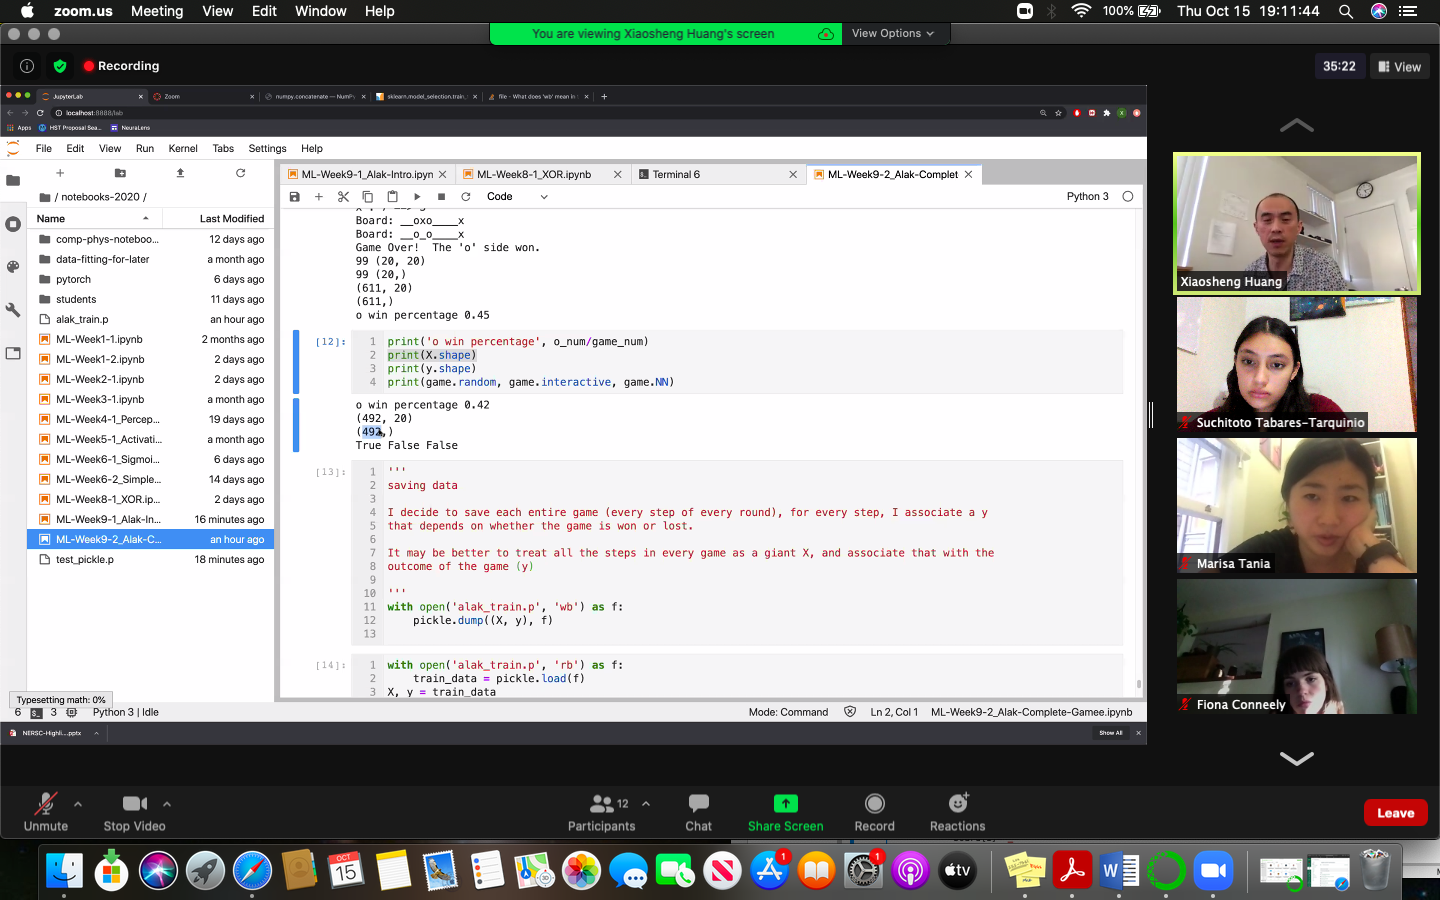 zoom.us Meeting View Edit Window Help
100% Thu Oct 15 19:11:44
You are viewing Xiaosheng Huang's screen
View Options
Recording
35:22
View
JupyterLab
Zoom
numpy.concatenate — NumP
sklearn.model_selection.train_
file - What does 'wb' mean in
localhost:8888/lab
Apps
HST Proposal Sea...
NeuraLens
File Edit View Run Kernel Tabs Settings Help
ML-Week9-1_Alak-Intro.ipyn
ML-Week8-1_XOR.ipynb
Terminal 6
ML-Week9-2_Alak-Complet
/ notebooks-2020 /
Code
Python 3
Name Last Modified
comp-phys-noteboo... 12 days ago
data-fitting-for-later a month ago
pytorch 6 days ago
students 11 days ago
alak_train.p an hour ago
ML-Week1-1.ipynb 2 months ago
ML-Week1-2.ipynb 2 days ago
ML-Week2-1.ipynb 2 days ago
ML-Week3-1.ipynb a month ago
ML-Week4-1_Percep... 19 days ago
ML-Week5-1_Activati... a month ago
ML-Week6-1_Sigmoi... 6 days ago
ML-Week6-2_Simple... 14 days ago
ML-Week8-1_XOR.ip... 2 days ago
ML-Week9-1_Alak-In... 16 minutes ago
ML-Week9-2_Alak-C... an hour ago
test_pickle.p 18 minutes ago
Board: __oxo____x
Board: __o_o____x
Game Over! The 'o' side won.
99 (20, 20)
99 (20,)
(611, 20)
(611,)
o win percentage 0.45
[12]:
1 print('o win percentage', o_num/game_num)
2 print(X.shape)
3 print(y.shape)
4 print(game.random, game.interactive, game.NN)
o win percentage 0.42
(492, 20)
(492,)
True False False
[13]:
1 '''
2 saving data
3
4 I decide to save each entire game (every step of every round), for every step, I associate a y
5 that depends on whether the game is won or lost.
6
7 It may be better to treat all the steps in every game as a giant X, and associate that with the
8 outcome of the game (y)
9
10 '''
11 with open('alak_train.p', 'wb') as f:
12 pickle.dump((X, y), f)
13
[14]:
1 with open('alak_train.p', 'rb') as f:
2 train_data = pickle.load(f)
3 X, y = train_data
Typesetting math: 0%
6 3 Python 3 | Idle
Mode: Command Ln 2, Col 1 ML-Week9-2_Alak-Complete-Gamee.ipynb
NERSC-Highli....pptx
Show All
Xiaosheng Huang
Suchitoto Tabares-Tarquinio
Marisa Tania
Fiona Conneely
Unmute
Stop Video
12
Participants
Chat
Share Screen
Record
Reactions
Leave
OCT
15
1
1
tv